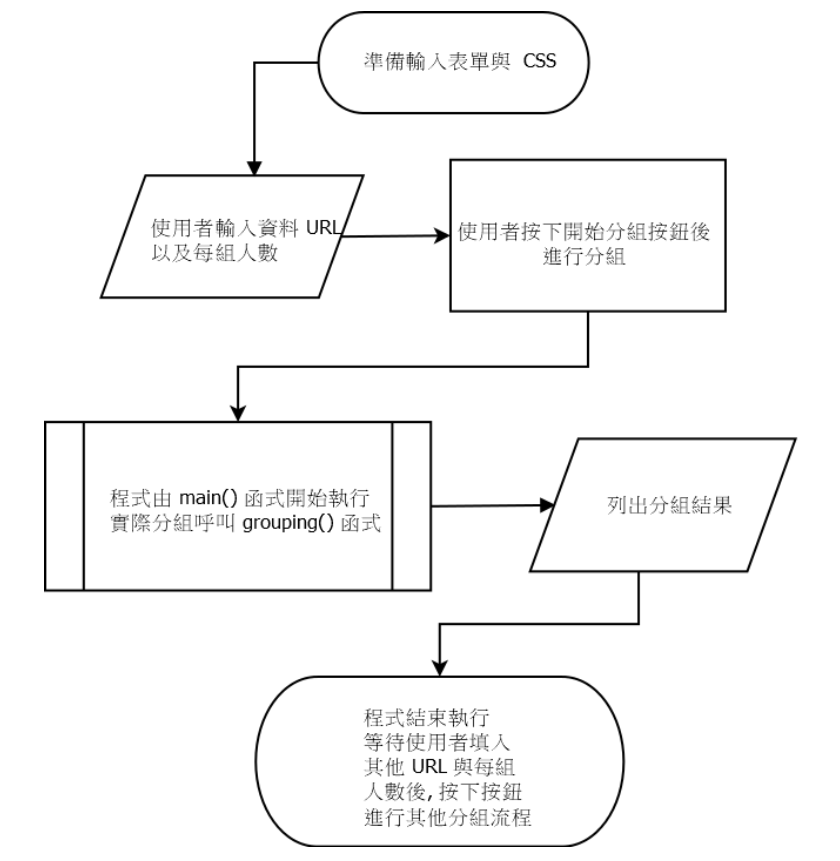 準備輸入表單與 CSS
使用者輸入資料 URL
以及每組人數
使用者按下開始分組按鈕後
進行分組
程式由 main() 函式開始執行
實際分組呼叫 grouping() 函式
列出分組結果
程式結束執行
等待使用者填入
其他 URL 與每組
人數後, 按下按鈕
進行其他分組流程